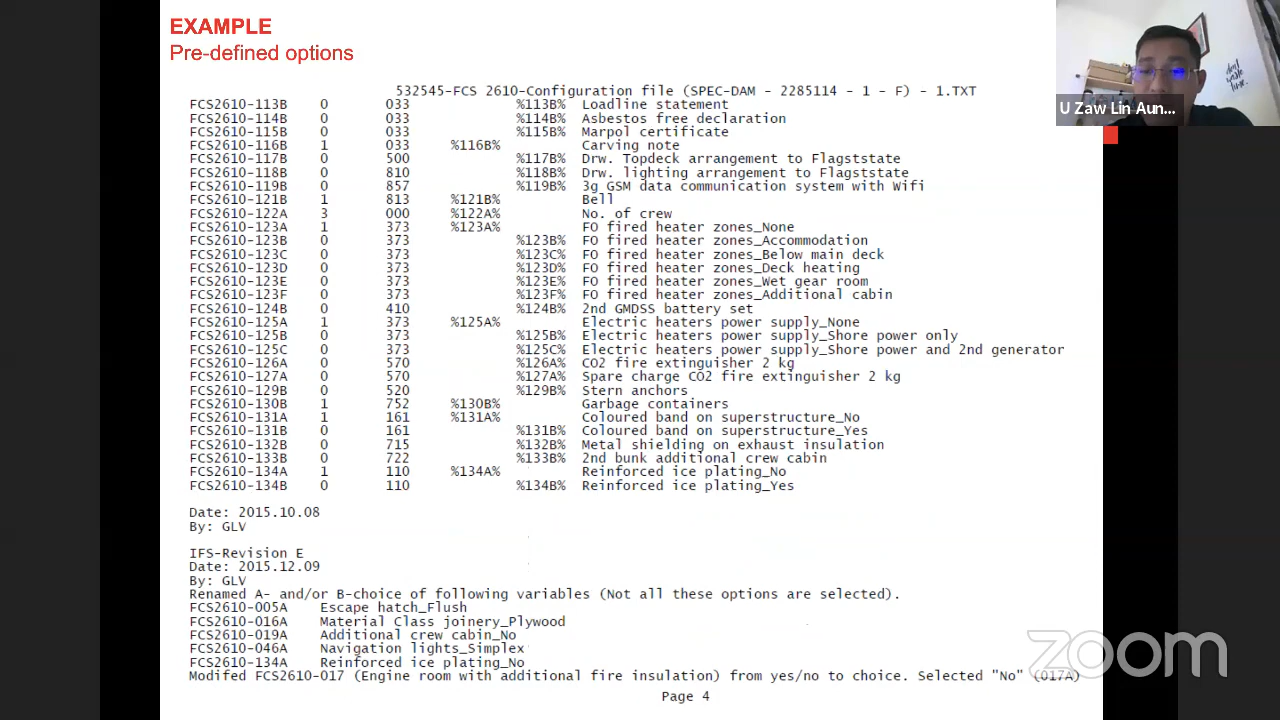 EXAMPLE
Pre-defined options
532545-FCS 2610-Configuration file (SPEC-DAM - 2285114 - 1 - F) - 1.TXT
FCS2610-113B 0 033 %113B% Loadline statement
FCS2610-114B 0 033 %114B% Asbestos free declaration
FCS2610-115B 0 033 %115B% Marpol certificate
FCS2610-116B 1 033 %116B% Carving note
FCS2610-117B 0 500 %117B% Drw. Topdeck arrangement to Flagststate
FCS2610-118B 0 810 %118B% Drw. lighting arrangement to Flagststate
FCS2610-119B 0 857 %119B% 3g GSM data communication system with Wifi
FCS2610-121B 1 813 %121B% Bell
FCS2610-122A 3 000 %122A% No. of crew
FCS2610-123A 1 373 %123A% FO fired heater zones_None
FCS2610-123B 0 373 %123B% FO fired heater zones_Accommodation
FCS2610-123C 0 373 %123C% FO fired heater zones_Below main deck
FCS2610-123D 0 373 %123D% FO fired heater zones_Deck heating
FCS2610-123E 0 373 %123E% FO fired heater zones_Wet gear room
FCS2610-123F 0 373 %123F% FO fired heater zones_Additional cabin
FCS2610-124B 0 410 %124B% 2nd GMDSS battery set
FCS2610-125A 1 373 %125A% Electric heaters power supply_None
FCS2610-125B 0 373 %125B% Electric heaters power supply_Shore power only
FCS2610-125C 0 373 %125C% Electric heaters power supply_Shore power and 2nd generator
FCS2610-126A 0 570 %126A% CO2 fire extinguisher 2 kg
FCS2610-127A 0 570 %127A% Spare charge CO2 fire extinguisher 2 kg
FCS2610-129B 0 520 %129B% Stern anchors
FCS2610-130B 1 752 %130B% Garbage containers
FCS2610-131A 1 161 %131A% Coloured band on superstructure_No
FCS2610-131B 0 161 %131B% Coloured band on superstructure_Yes
FCS2610-132B 0 715 %132B% Metal shielding on exhaust insulation
FCS2610-133B 0 722 %133B% 2nd bunk additional crew cabin
FCS2610-134A 1 110 %134A% Reinforced ice plating_No
FCS2610-134B 0 110 %134B% Reinforced ice plating_Yes
Date: 2015.10.08
By: GLV
IFS-Revision E
Date: 2015.12.09
By: GLV
Renamed A- and/or B-choice of following variables (Not all these options are selected).
FCS2610-005A Escape hatch_Flush
FCS2610-016A Material Class joinery_Plywood
FCS2610-019A Additional crew cabin_No
FCS2610-046A Navigation lights_Simplex
FCS2610-134A Reinforced ice plating_No
Modifed FCS2610-017 (Engine room with additional fire insulation) from yes/no to choice. Selected "No" (017A)
Page 4
U Zaw Lin Aun...
don't
waste
time.
zoom